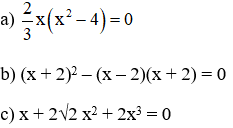 a) 2/3 x(x² – 4) = 0
b) (x + 2)² – (x – 2)(x + 2) = 0
c) x + 2√2 x² + 2x³ = 0